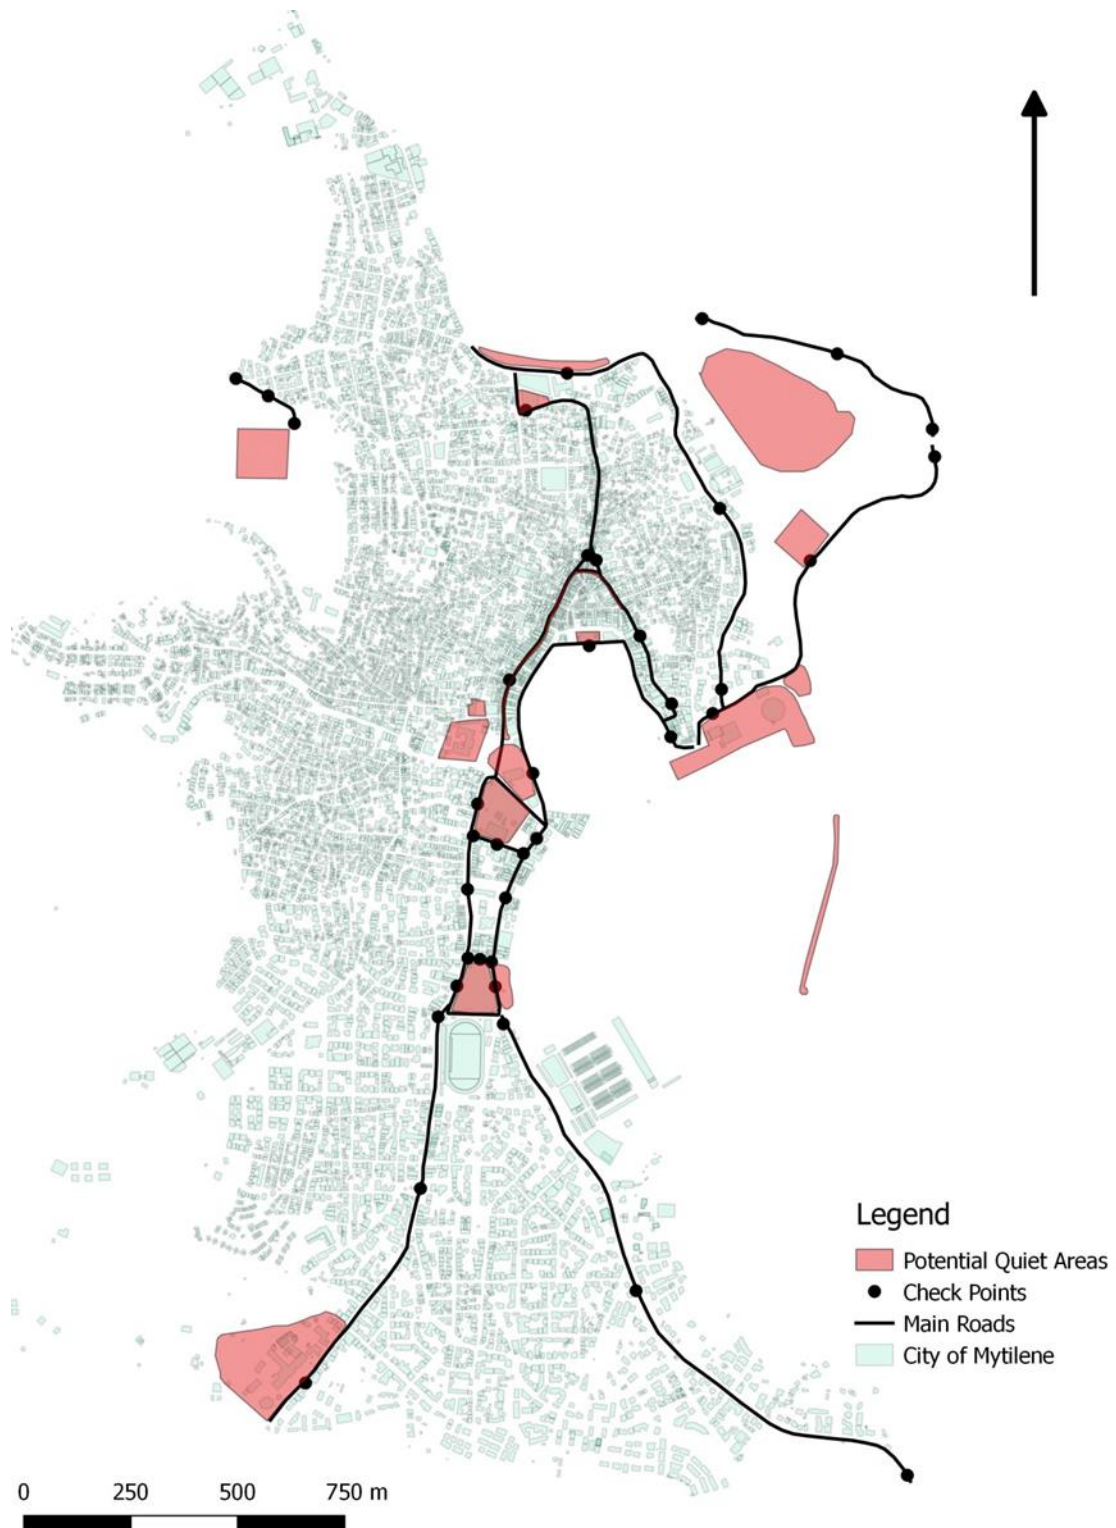 Legend
Potential Quiet Areas
Check Points
Main Roads
City of Mytilene
0 250 500 750 m